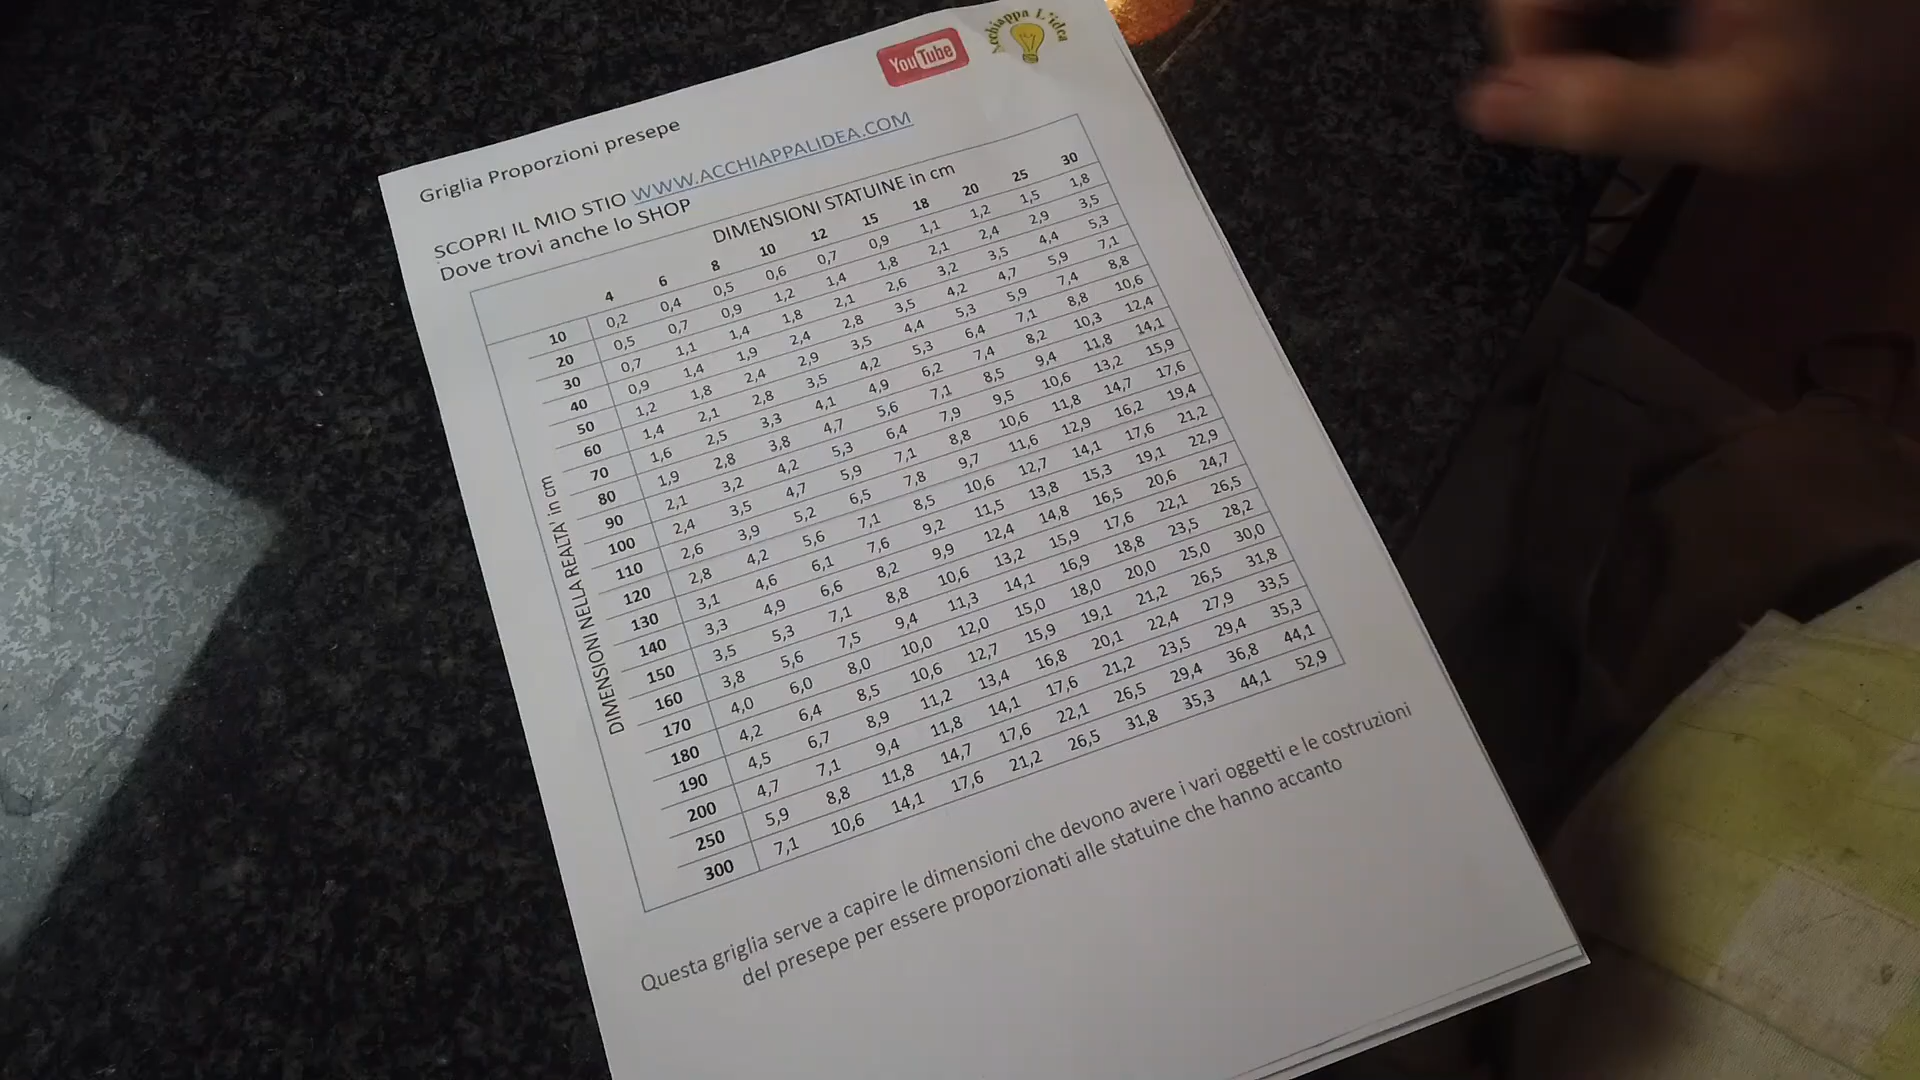 YouTube
Acchiappa L'idea
Griglia Proporzioni presepe
SCOPRI IL MIO STIO WWW.ACCHIAPPALIDEA.COM
Dove trovi anche lo SHOP
DIMENSIONI STATUINE in cm
4 6 8 10 12 15 18 20 25 30
DIMENSIONI NELLA REALTA' in cm
10 0,2 0,4 0,5 0,6 0,7 0,9 1,1 1,2 1,5 1,8
20 0,5 0,7 0,9 1,2 1,4 1,8 2,1 2,4 2,9 3,5
30 0,7 1,1 1,4 1,8 2,1 2,6 3,2 3,5 4,4 5,3
40 0,9 1,4 1,9 2,4 2,8 3,5 4,2 4,7 5,9 7,1
50 1,2 1,8 2,4 2,9 3,5 4,4 5,3 5,9 7,4 8,8
60 1,4 2,1 2,8 3,5 4,2 5,3 6,4 7,1 8,8 10,6
70 1,6 2,5 3,3 4,1 4,9 6,2 7,4 8,2 10,3 12,4
80 1,9 2,8 3,8 4,7 5,6 7,1 8,5 9,4 11,8 14,1
90 2,1 3,2 4,2 5,3 6,4 7,9 9,5 10,6 13,2 15,9
100 2,4 3,5 4,7 5,9 7,1 8,8 10,6 11,8 14,7 17,6
110 2,6 3,9 5,2 6,5 7,8 9,7 11,6 12,9 16,2 19,4
120 2,8 4,2 5,6 7,1 8,5 10,6 12,7 14,1 17,6 21,2
130 3,1 4,6 6,1 7,6 9,2 11,5 13,8 15,3 19,1 22,9
140 3,3 4,9 6,6 8,2 9,9 12,4 14,8 16,5 20,6 24,7
150 3,5 5,3 7,1 8,8 10,6 13,2 15,9 17,6 22,1 26,5
160 3,8 5,6 7,5 9,4 11,3 14,1 16,9 18,8 23,5 28,2
170 4,0 6,0 8,0 10,0 12,0 15,0 18,0 20,0 25,0 30,0
180 4,2 6,4 8,5 10,6 12,7 15,9 19,1 21,2 26,5 31,8
190 4,5 6,7 8,9 11,2 13,4 16,8 20,1 22,4 27,9 33,5
200 4,7 7,1 9,4 11,8 14,1 17,6 21,2 23,5 29,4 35,3
250 5,9 8,8 11,8 14,7 17,6 22,1 26,5 29,4 36,8 44,1
300 7,1 10,6 14,1 17,6 21,2 26,5 31,8 35,3 44,1 52,9
Questa griglia serve a capire le dimensioni che devono avere i vari oggetti e le costruzioni
del presepe per essere proporzionati alle statuine che hanno accanto